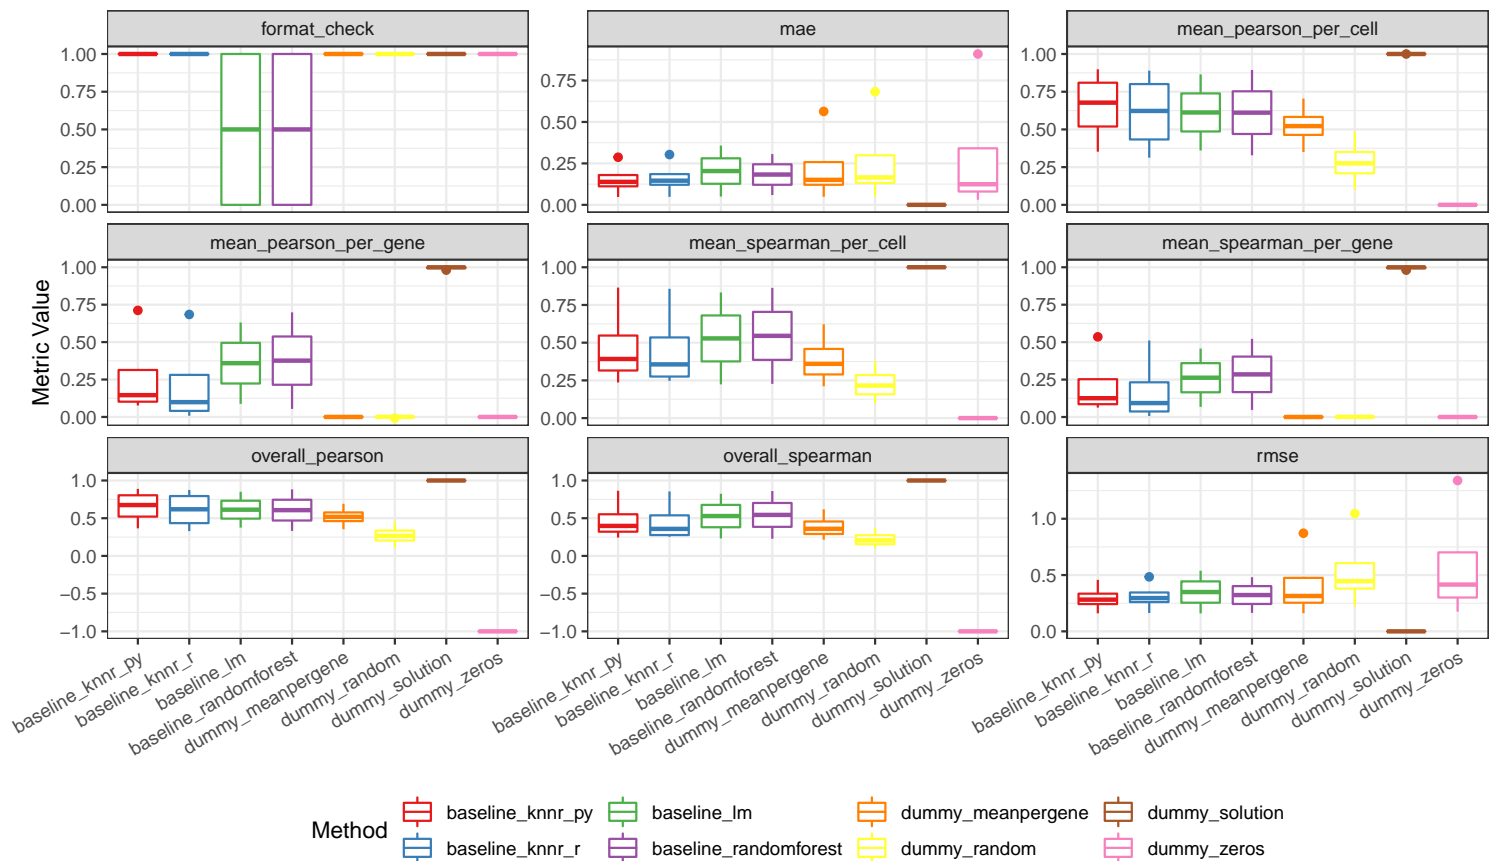 format_check
mae
mean_pearson_per_cell
1.00
0.75
0.50
0.25
0.00
0.75
0.50
0.25
0.00
1.00
0.75
0.50
0.25
0.00
mean_pearson_per_gene
mean_spearman_per_cell
mean_spearman_per_gene
1.00
0.75
0.50
0.25
0.00
1.00
0.75
0.50
0.25
0.00
1.00
0.75
0.50
0.25
0.00
Metric Value
overall_pearson
overall_spearman
rmse
1.0
0.5
0.0
−0.5
−1.0
1.0
0.5
0.0
−0.5
−1.0
1.0
0.5
0.0
baseline_knnr_py
baseline_knnr_r
baseline_lm
baseline_randomforest
dummy_meanpergene
dummy_random
dummy_solution
dummy_zeros
baseline_knnr_py
baseline_knnr_r
baseline_lm
baseline_randomforest
dummy_meanpergene
dummy_random
dummy_solution
dummy_zeros
baseline_knnr_py
baseline_knnr_r
baseline_lm
baseline_randomforest
dummy_meanpergene
dummy_random
dummy_solution
dummy_zeros
Method
baseline_knnr_py
baseline_lm
dummy_meanpergene
dummy_solution
baseline_knnr_r
baseline_randomforest
dummy_random
dummy_zeros